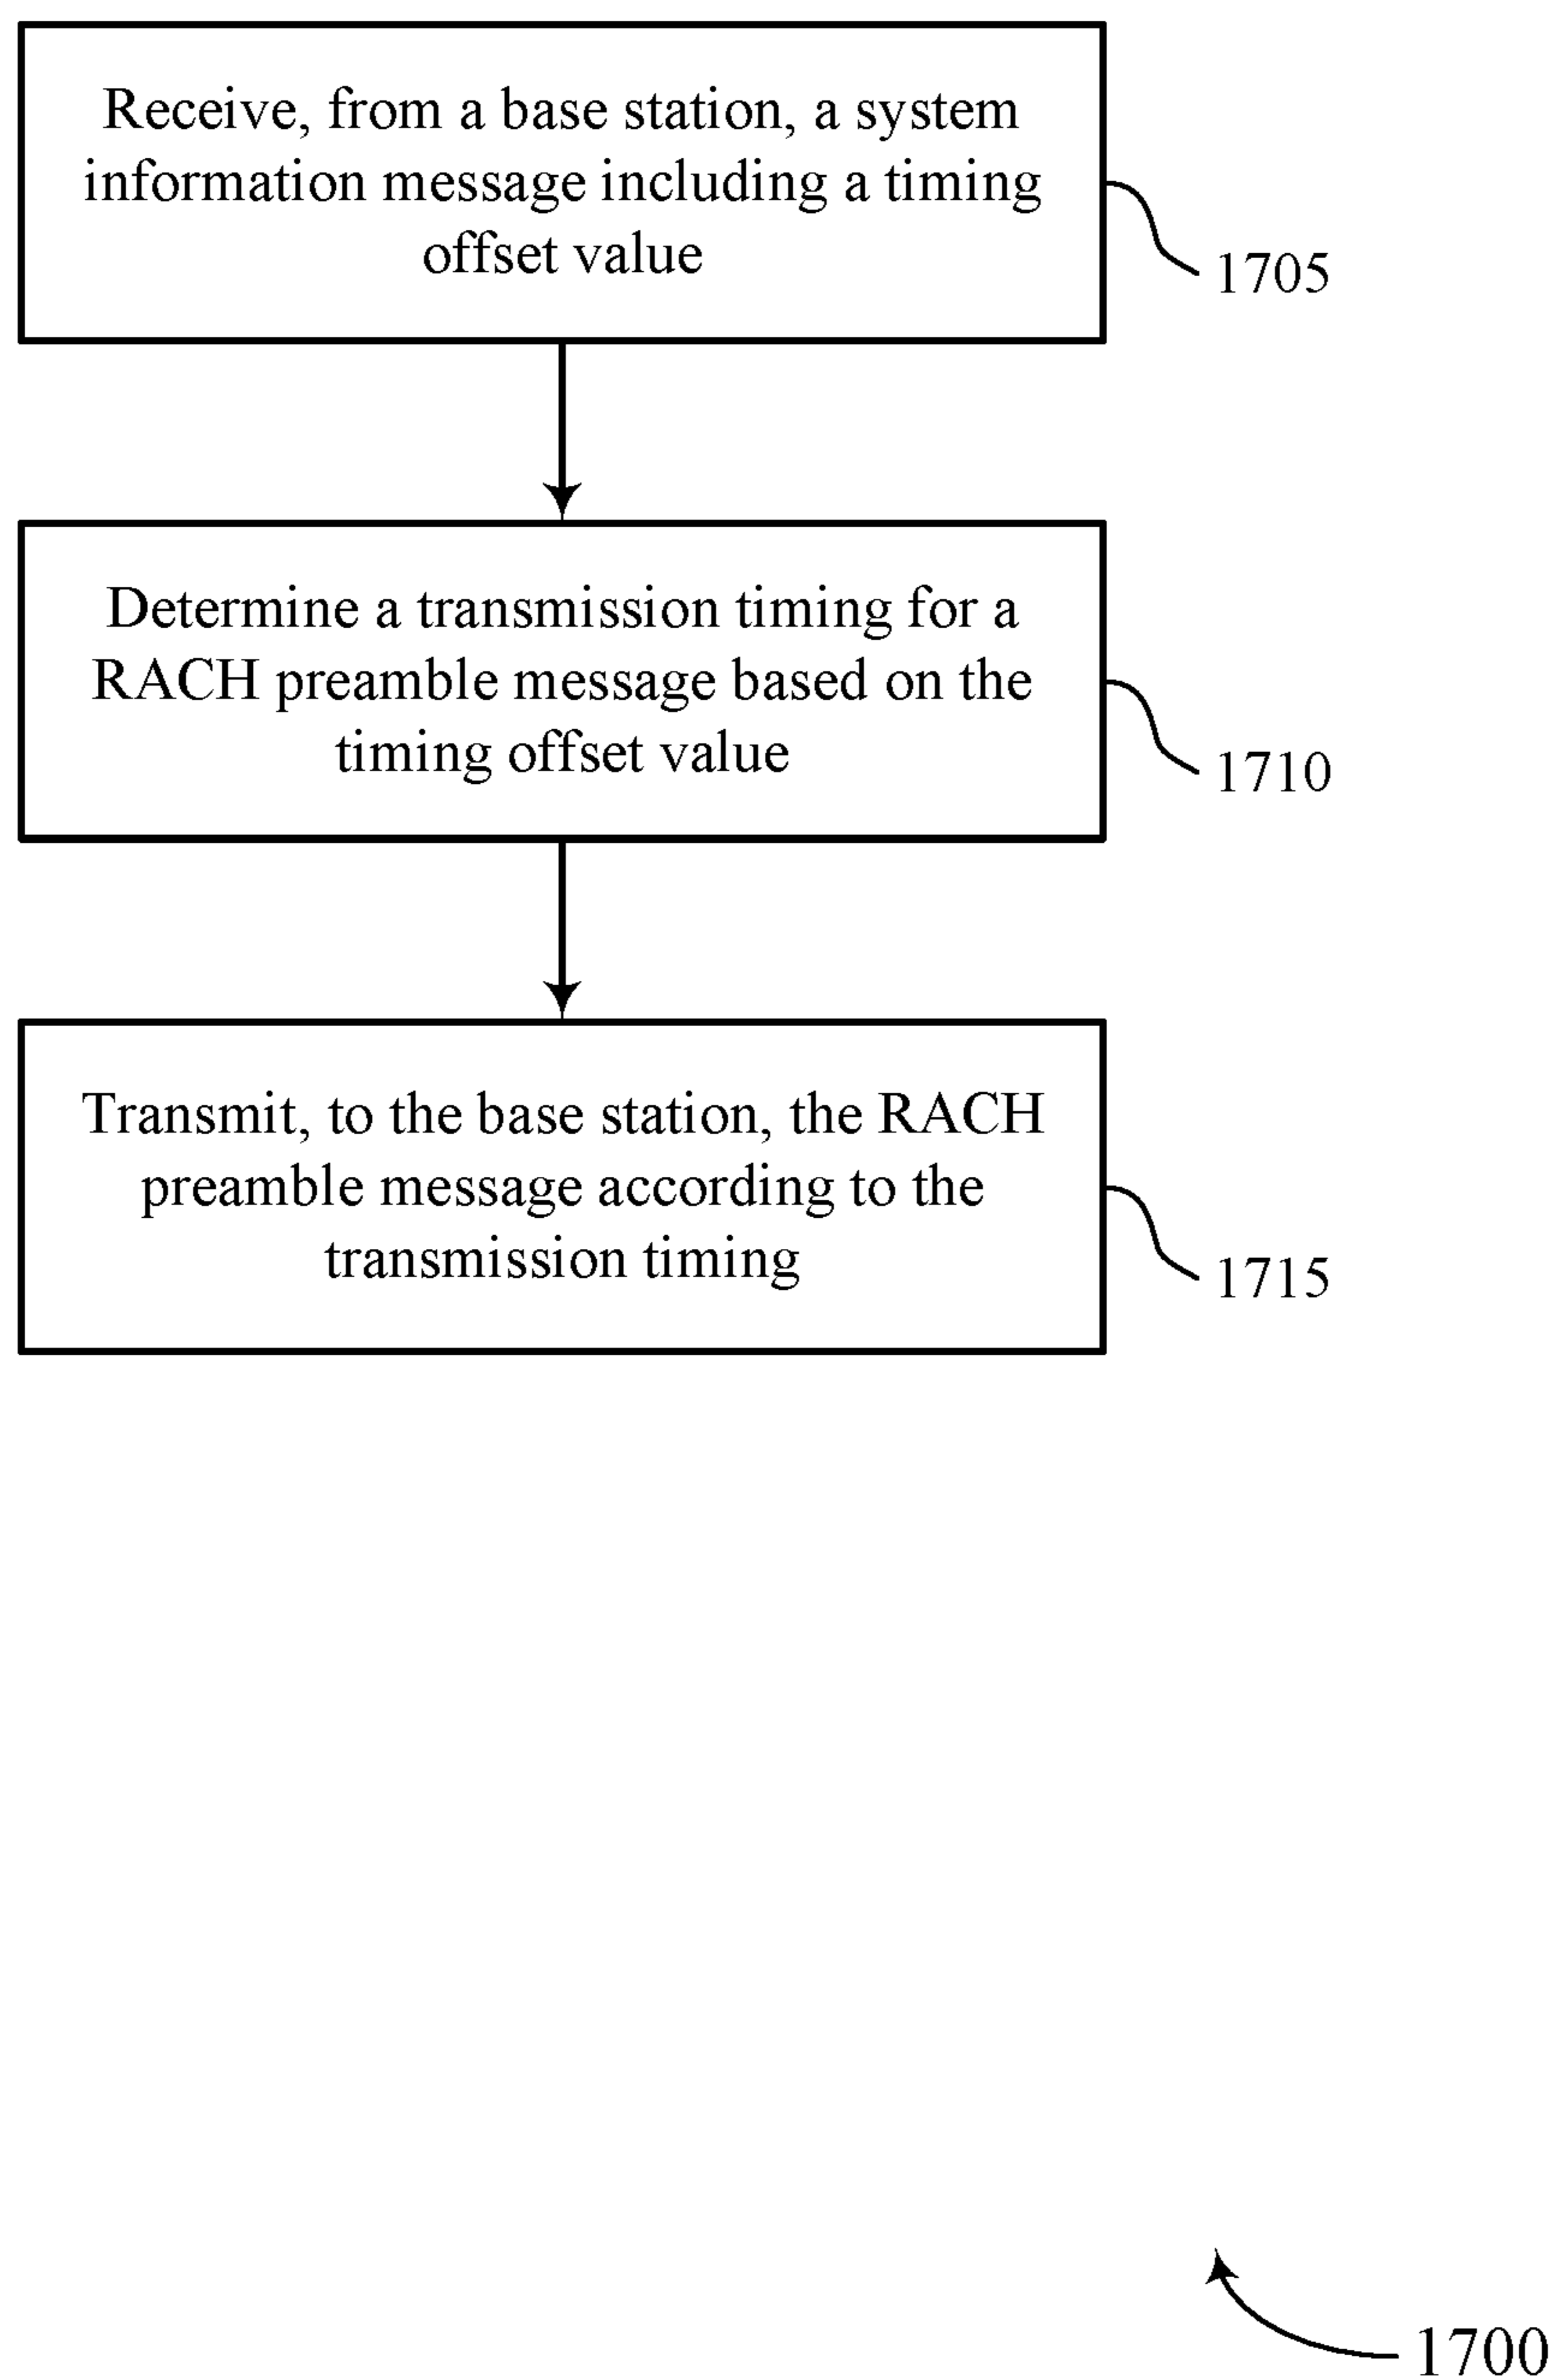 Receive, from a base station, a system
information message including a timing
offset value
1705
Determine a transmission timing for a
RACH preamble message based on the
timing offset value
1710
Transmit, to the base station, the RACH
preamble message according to the
transmission timing
1715
1700